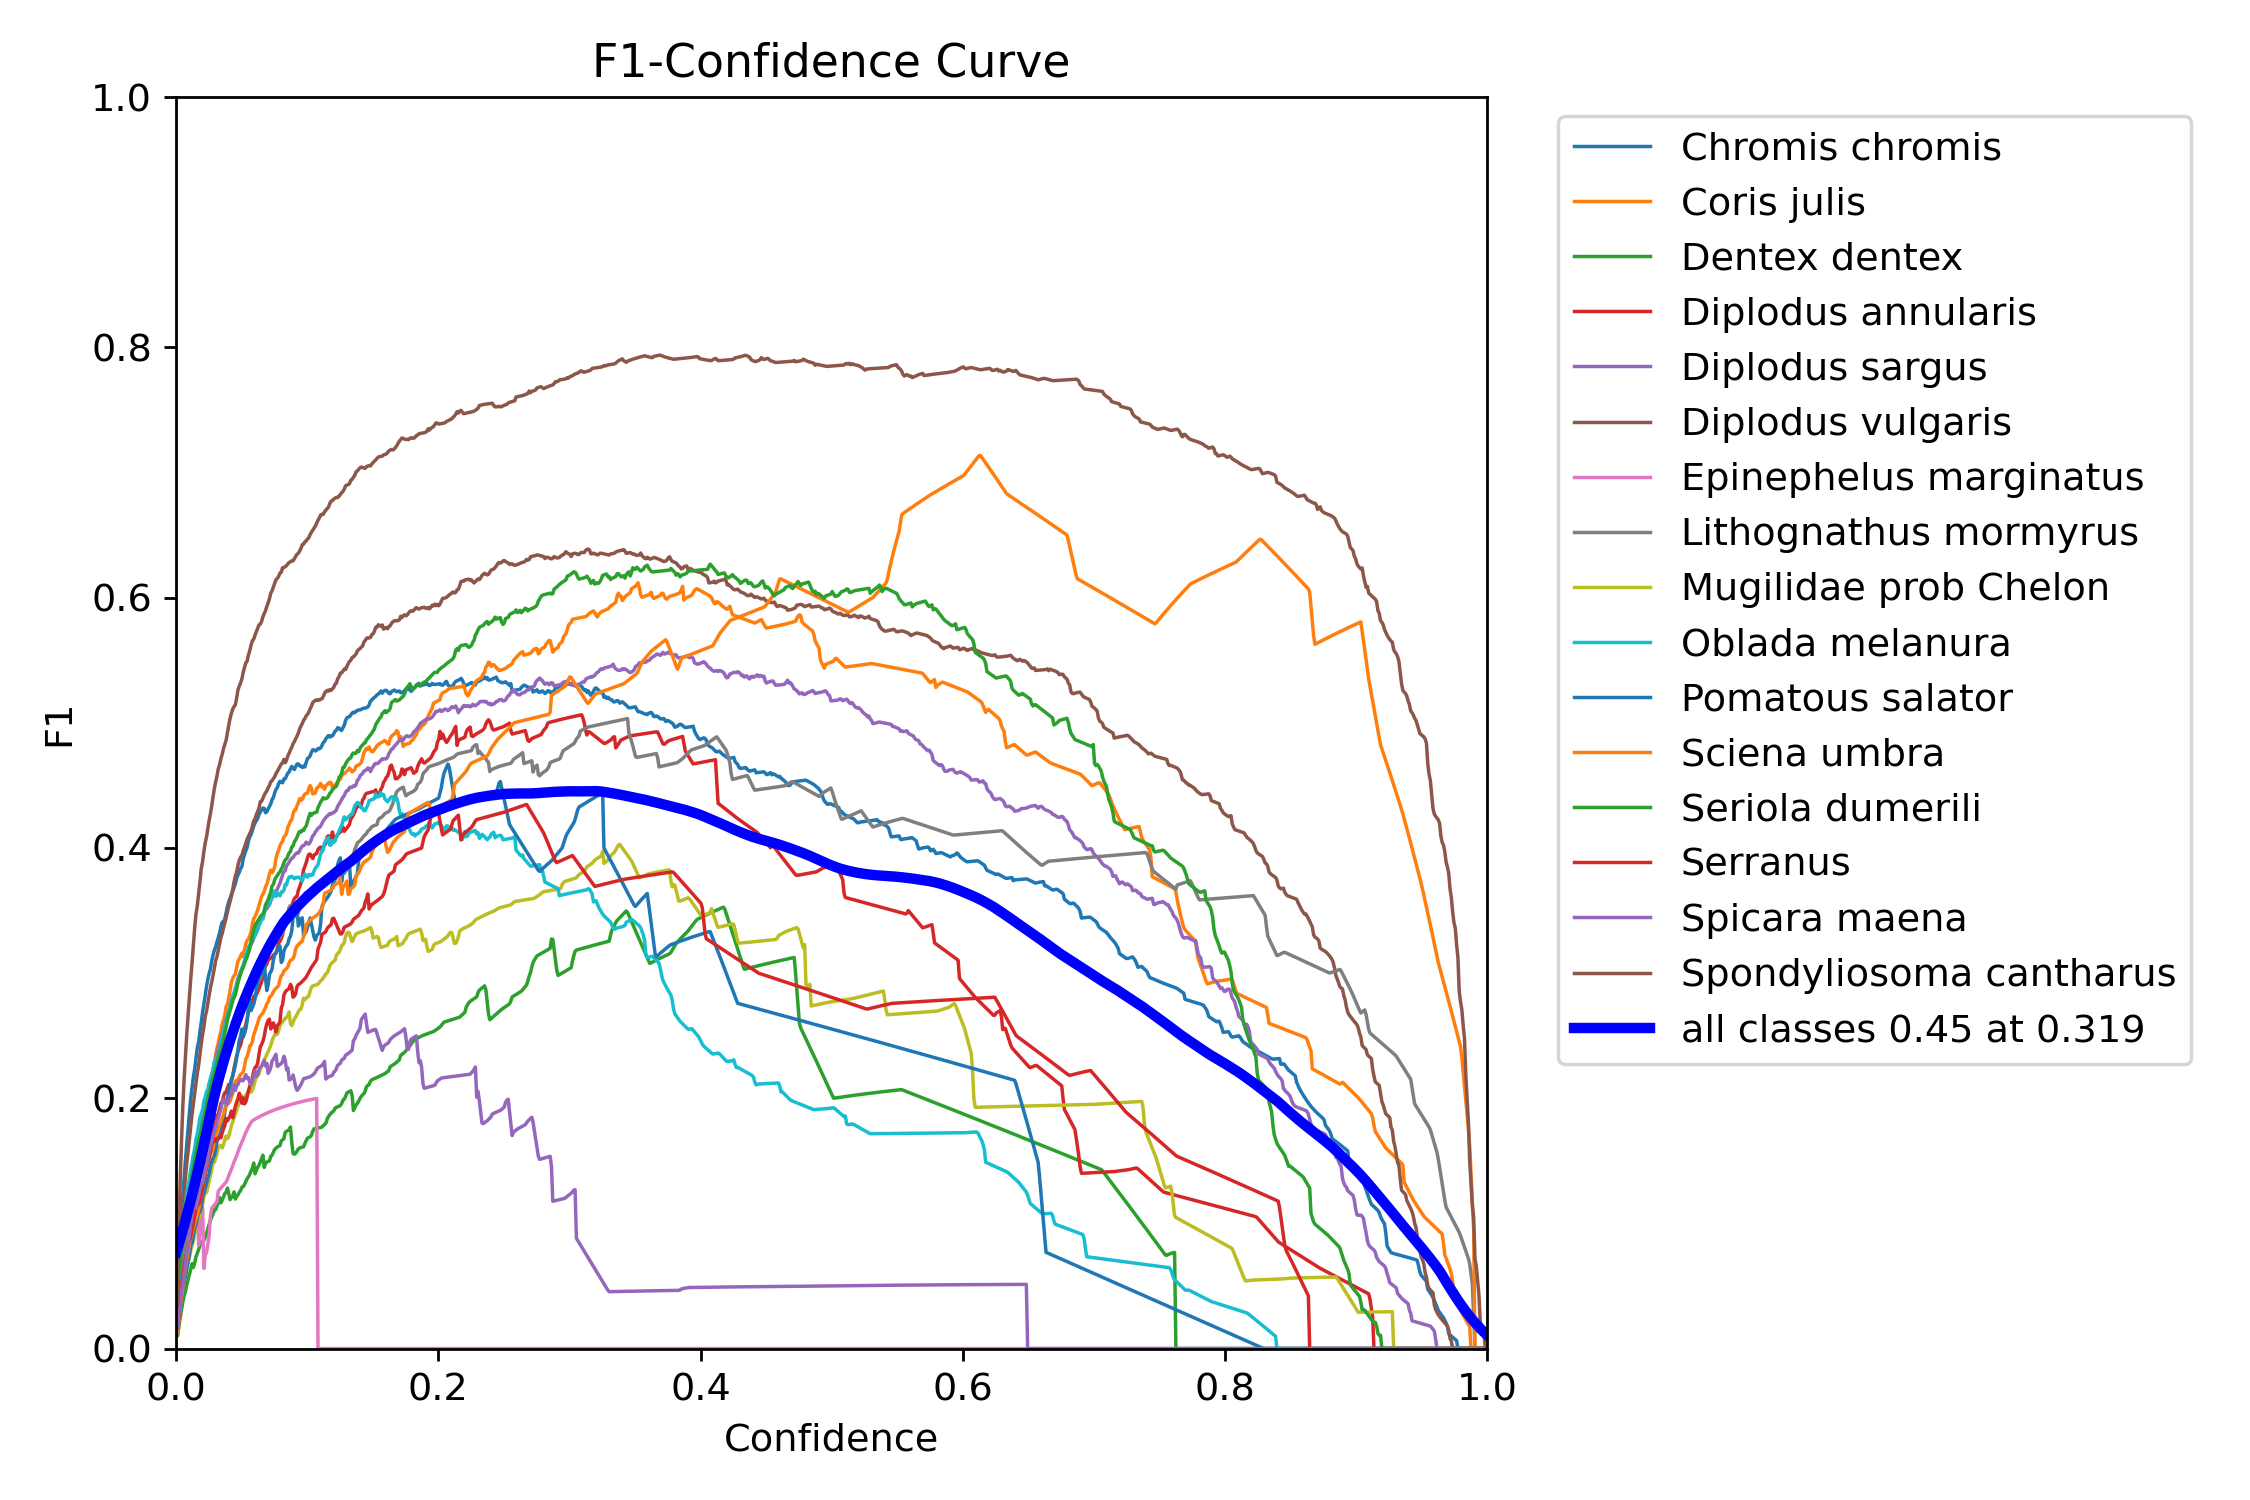 F1-Confidence Curve
1.0
0.8
0.6
0.4
0.2
0.0
F1
0.0 0.2 0.4 0.6 0.8 1.0
Confidence
Chromis chromis
Coris julis
Dentex dentex
Diplodus annularis
Diplodus sargus
Diplodus vulgaris
Epinephelus marginatus
Lithognathus mormyrus
Mugilidae prob Chelon
Oblada melanura
Pomatous salator
Sciena umbra
Seriola dumerili
Serranus
Spicara maena
Spondyliosoma cantharus
all classes 0.45 at 0.319